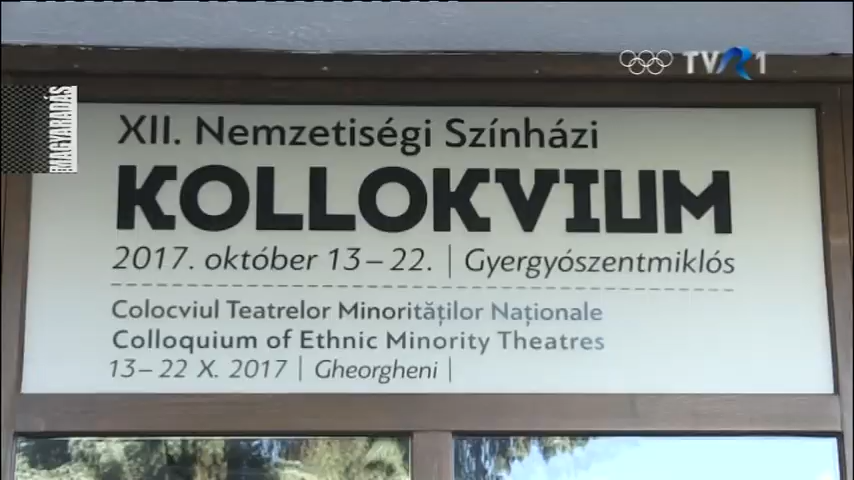 TVR1
MAGYARADÁS
XII. Nemzetiségi Színházi
KOLLOKVIUM
2017. október 13–22. | Gyergyószentmiklós
Colocviul Teatrelor Minorităților Naționale
Colloquium of Ethnic Minority Theatres
13–22 X. 2017 | Gheorgheni |